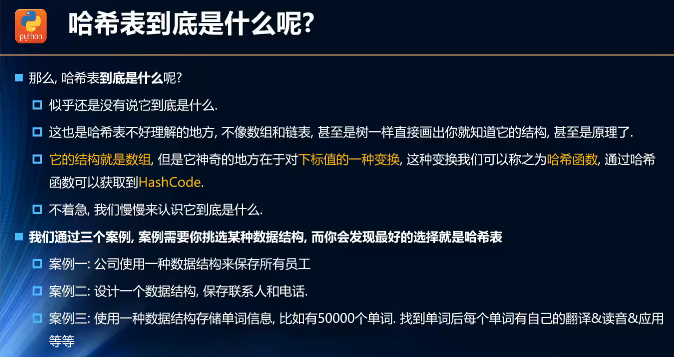 python
哈希表到底是什么呢?
那么, 哈希表到底是什么呢?
似乎还是没有说它到底是什么.
这也是哈希表不好理解的地方, 不像数组和链表, 甚至是树一样直接画出你就知道它的结构, 甚至是原理了.
它的结构就是数组, 但是它神奇的地方在于对下标值的一种变换, 这种变换我们可以称之为哈希函数, 通过哈希
函数可以获取到HashCode.
不着急, 我们慢慢来认识它到底是什么.
我们通过三个案例, 案例需要你挑选某种数据结构, 而你会发现最好的选择就是哈希表
案例一: 公司使用一种数据结构来保存所有员工
案例二: 设计一个数据结构, 保存联系人和电话.
案例三: 使用一种数据结构存储单词信息, 比如有50000个单词. 找到单词后每个单词有自己的翻译&读音&应用
等等